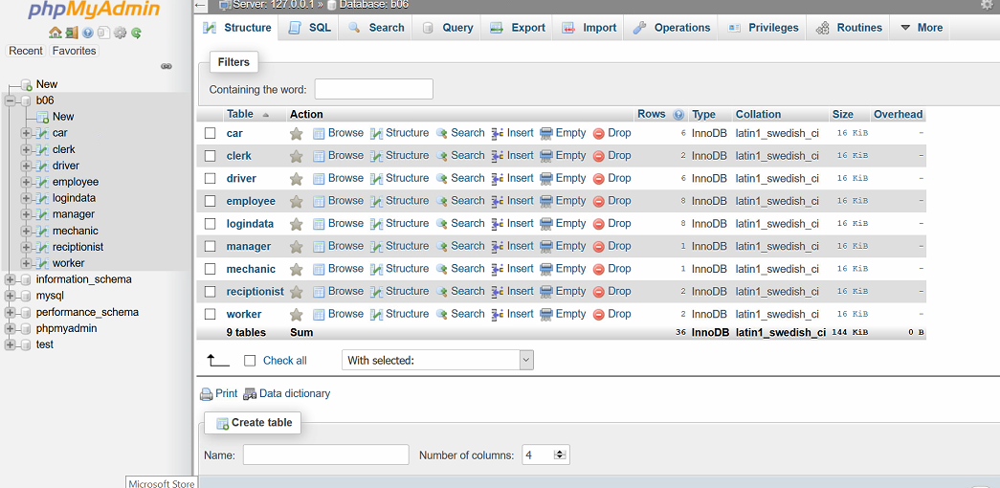 phpMyAdmin
Server: 127.0.0.1 » Database: b06
Structure SQL Search Query Export Import Operations Privileges Routines More
Recent Favorites
Filters
Containing the word:
New
b06
New
car
clerk
driver
employee
logindata
manager
mechanic
reciptionist
worker
information_schema
mysql
performance_schema
phpmyadmin
test
Table Action Rows Type Collation Size Overhead
car Browse Structure Search Insert Empty Drop 6 InnoDB latin1_swedish_ci 16 KiB -
clerk Browse Structure Search Insert Empty Drop 2 InnoDB latin1_swedish_ci 16 KiB -
driver Browse Structure Search Insert Empty Drop 6 InnoDB latin1_swedish_ci 16 KiB -
employee Browse Structure Search Insert Empty Drop 8 InnoDB latin1_swedish_ci 16 KiB -
logindata Browse Structure Search Insert Empty Drop 8 InnoDB latin1_swedish_ci 16 KiB -
manager Browse Structure Search Insert Empty Drop 1 InnoDB latin1_swedish_ci 16 KiB -
mechanic Browse Structure Search Insert Empty Drop 1 InnoDB latin1_swedish_ci 16 KiB -
reciptionist Browse Structure Search Insert Empty Drop 2 InnoDB latin1_swedish_ci 16 KiB -
worker Browse Structure Search Insert Empty Drop 2 InnoDB latin1_swedish_ci 16 KiB -
9 tables Sum 36 InnoDB latin1_swedish_ci 144 KiB 0 B
Check all With selected:
Print Data dictionary
Create table
Name: Number of columns: 4
Microsoft Store